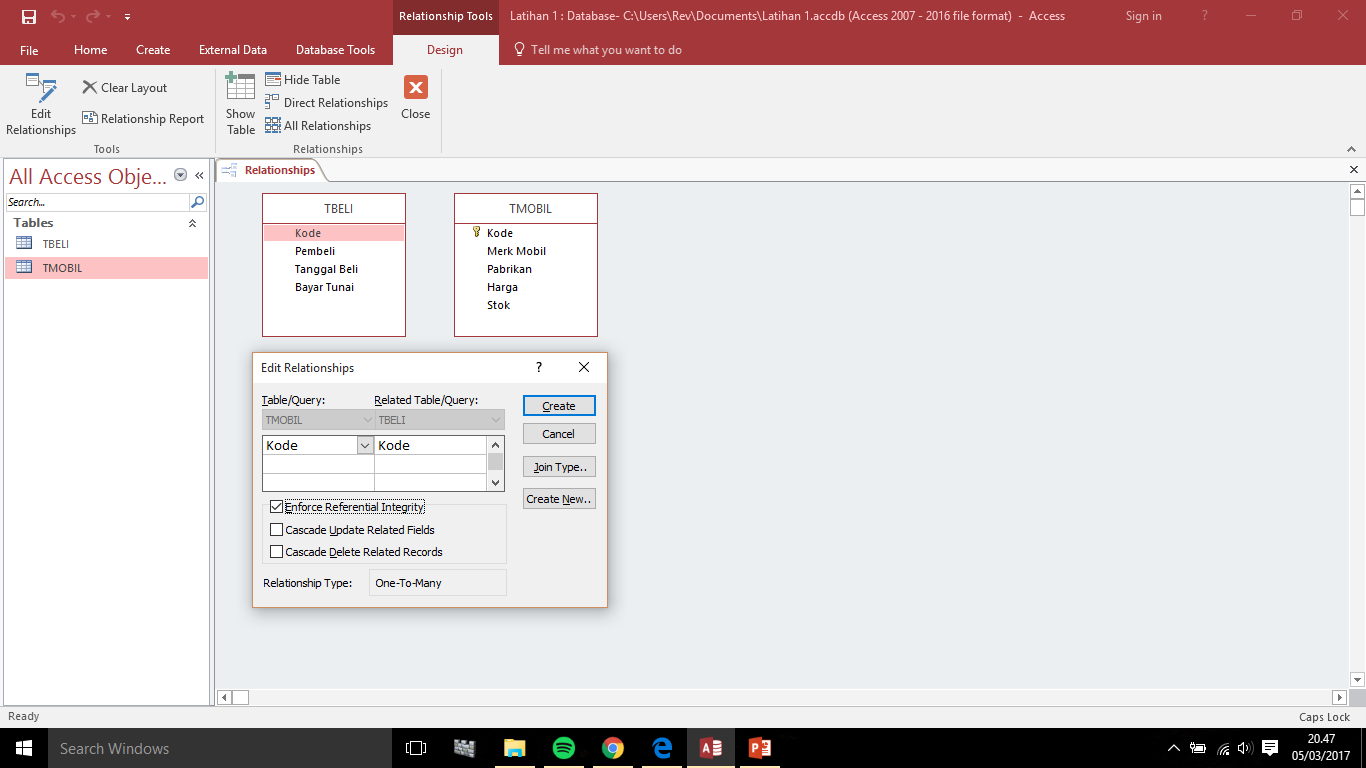 Relationship Tools
Latihan 1 : Database- C:\Users\Rev\Documents\Latihan 1.accdb (Access 2007 - 2016 file format) - Access
Sign in
?
File
Home
Create
External Data
Database Tools
Design
Tell me what you want to do
Edit
Relationships
Clear Layout
Relationship Report
Tools
Show
Table
Hide Table
Direct Relationships
All Relationships
Close
Relationships
All Access Obje...
Search...
Tables
TBELI
TMOBIL
Relationships
TBELI
Kode
Pembeli
Tanggal Beli
Bayar Tunai
TMOBIL
Kode
Merk Mobil
Pabrikan
Harga
Stok
Edit Relationships
?
Table/Query:
Related Table/Query:
TMOBIL
TBELI
Kode
Kode
Create
Cancel
Join Type..
Create New..
Enforce Referential Integrity
Cascade Update Related Fields
Cascade Delete Related Records
Relationship Type:
One-To-Many
Ready
Caps Lock
Search Windows
20.47
05/03/2017